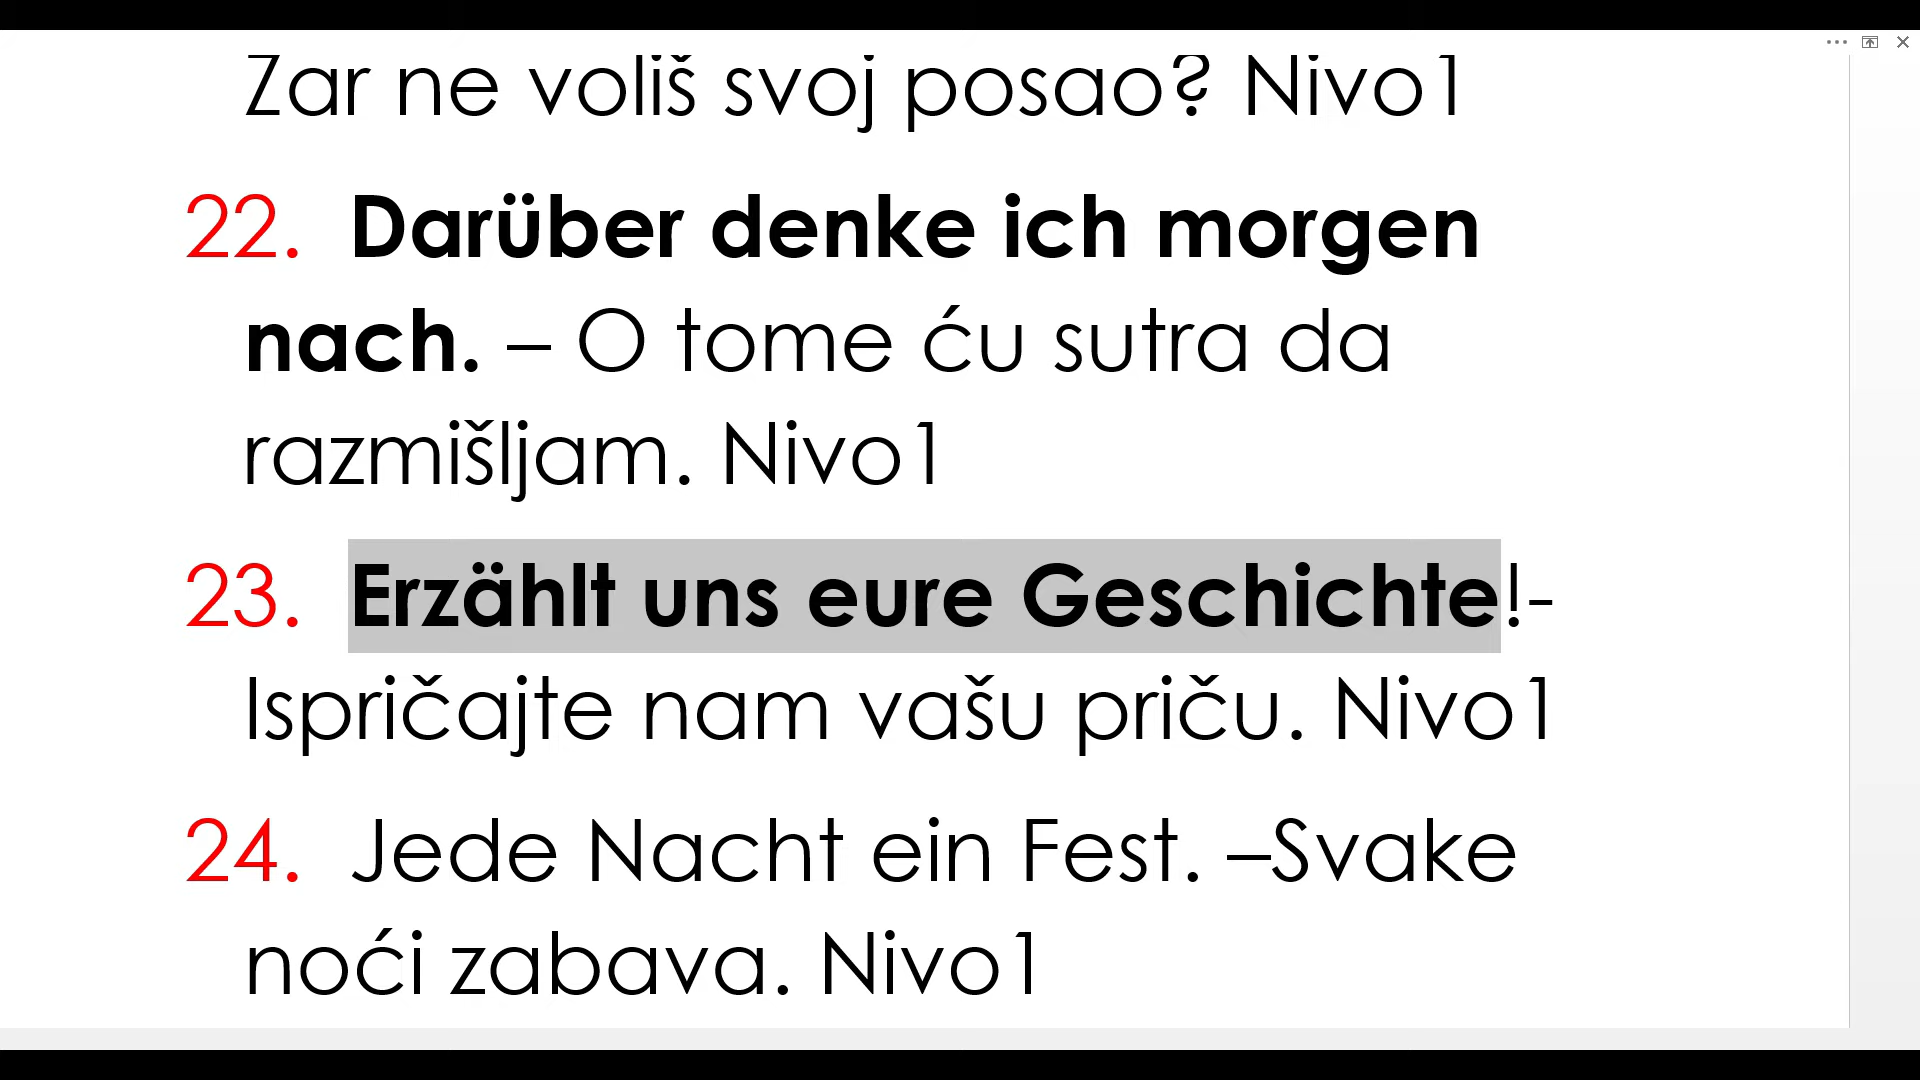 Zar ne voliš svoj posao? Nivo1
22. Darüber denke ich morgen
nach. – O tome ću sutra da
razmišljam. Nivo1
23. Erzählt uns eure Geschichte!-
Ispričajte nam vašu priču. Nivo1
24. Jede Nacht ein Fest. –Svake
noći zabava. Nivo1